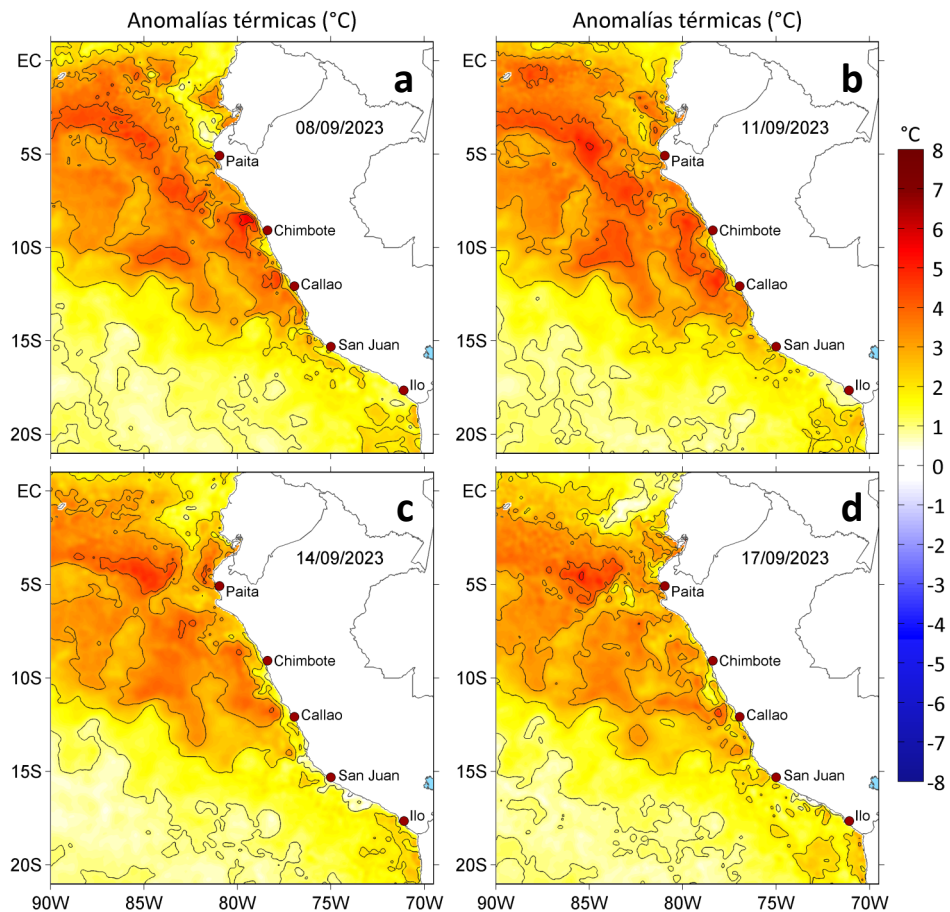 Anomalías térmicas (°C)
Anomalías térmicas (°C)
EC
5S
10S
15S
20S
a
08/09/2023
Paita
Chimbote
Callao
San Juan
Ilo
EC
5S
10S
15S
20S
b
11/09/2023
Paita
Chimbote
Callao
San Juan
Ilo
°C
8
7
6
5
4
3
2
1
0
-1
-2
-3
-4
-5
-6
-7
-8
EC
5S
10S
15S
20S
c
14/09/2023
Paita
Chimbote
Callao
San Juan
Ilo
90W 85W 80W 75W 70W
EC
5S
10S
15S
20S
d
17/09/2023
Paita
Chimbote
Callao
San Juan
Ilo
90W 85W 80W 75W 70W